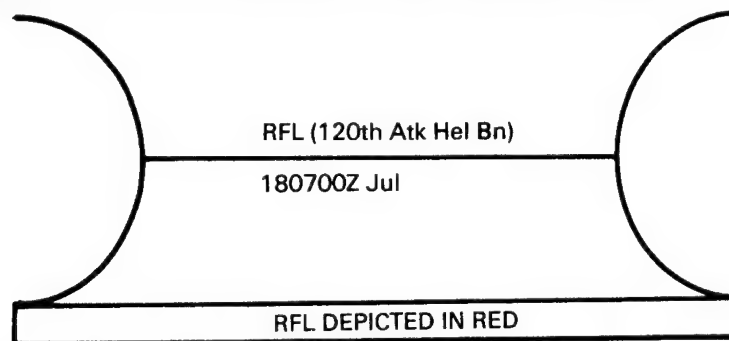 RFL (120th Atk Hel Bn)
180700Z Jul
RFL DEPICTED IN RED